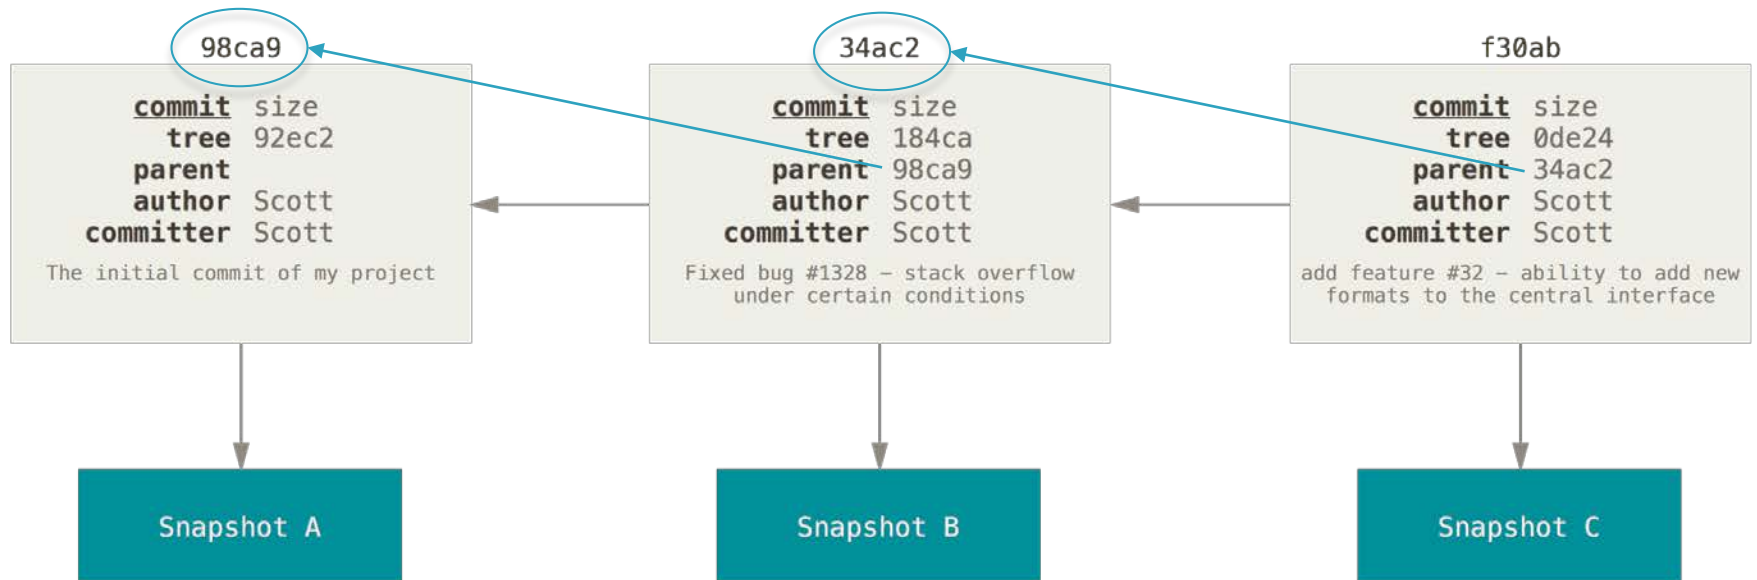 98ca9
commit size
tree 92ec2
parent
author Scott
committer Scott
The initial commit of my project
Snapshot A
34ac2
commit size
tree 184ca
parent 98ca9
author Scott
committer Scott
Fixed bug #1328 – stack overflow
under certain conditions
Snapshot B
f30ab
commit size
tree 0de24
parent 34ac2
author Scott
committer Scott
add feature #32 – ability to add new
formats to the central interface
Snapshot C